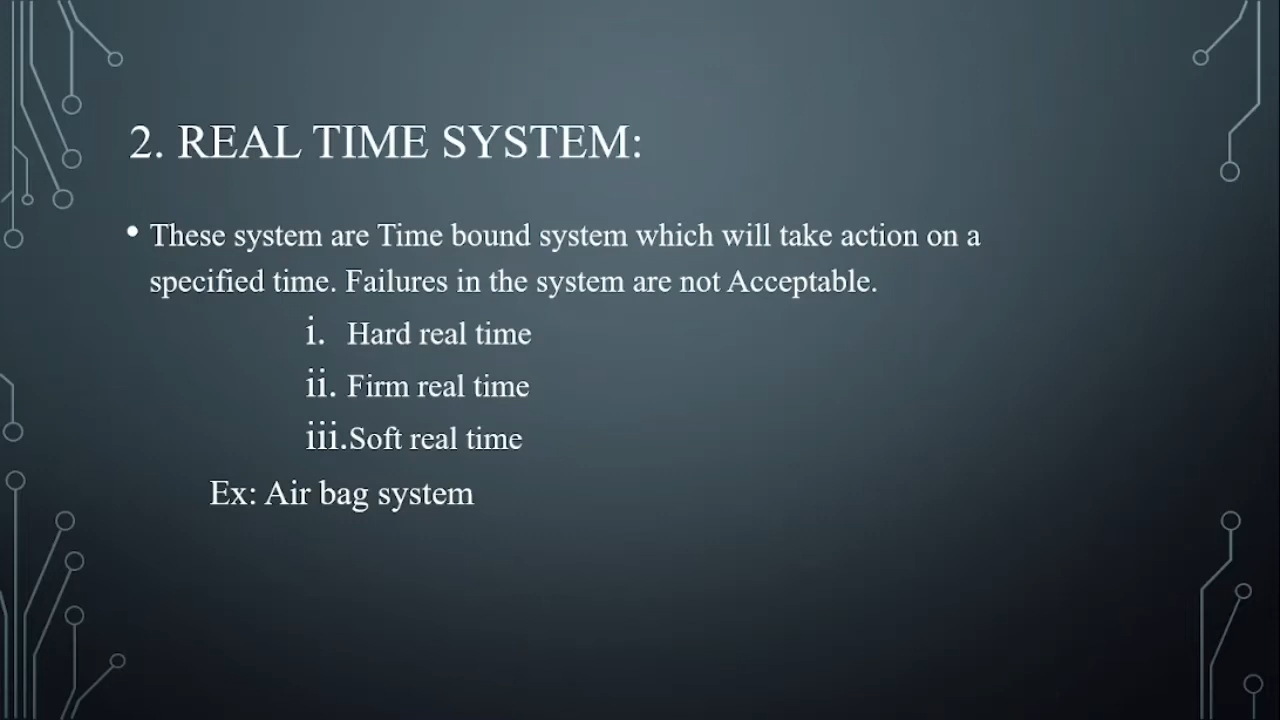 2. REAL TIME SYSTEM:
• These system are Time bound system which will take action on a
specified time. Failures in the system are not Acceptable.
i. Hard real time
ii. Firm real time
iii.Soft real time
Ex: Air bag system